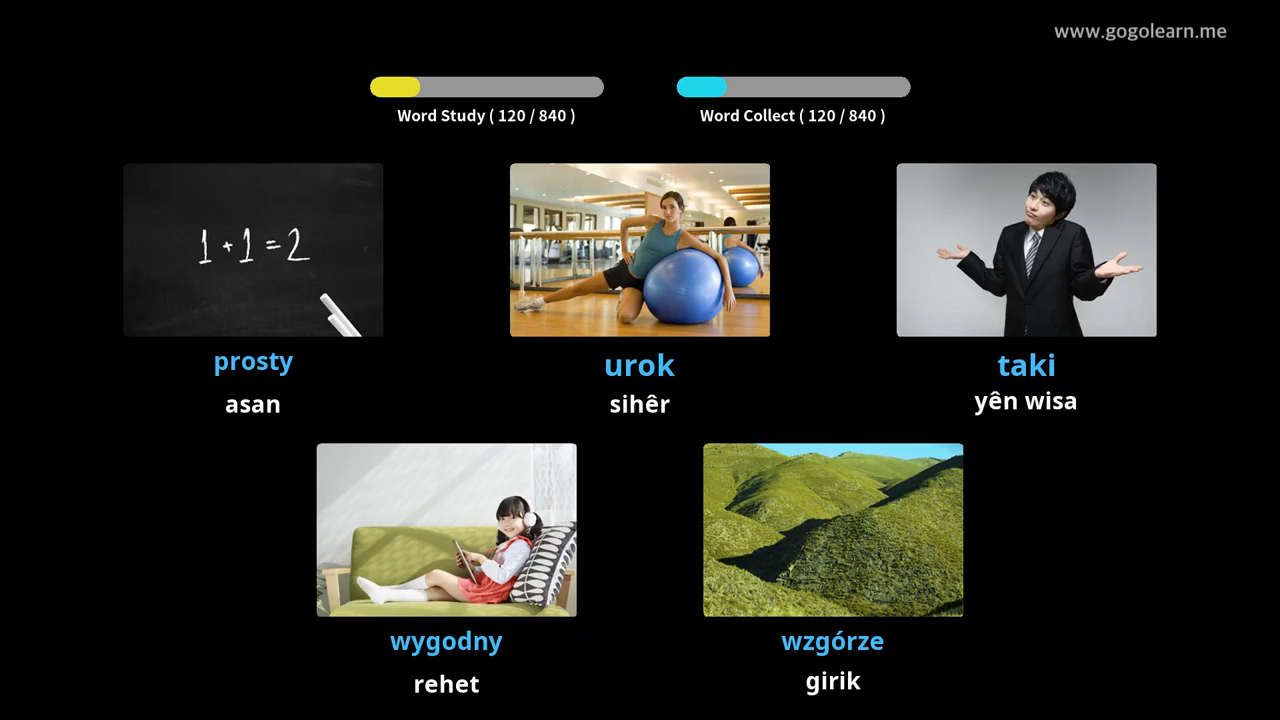 www.gogolearn.me
Word Study ( 120 / 840 )
Word Collect ( 120 / 840 )
1 + 1 = 2
prosty
asan
urok
sihêr
taki
yên wisa
wygodny
rehet
wzgórze
girik